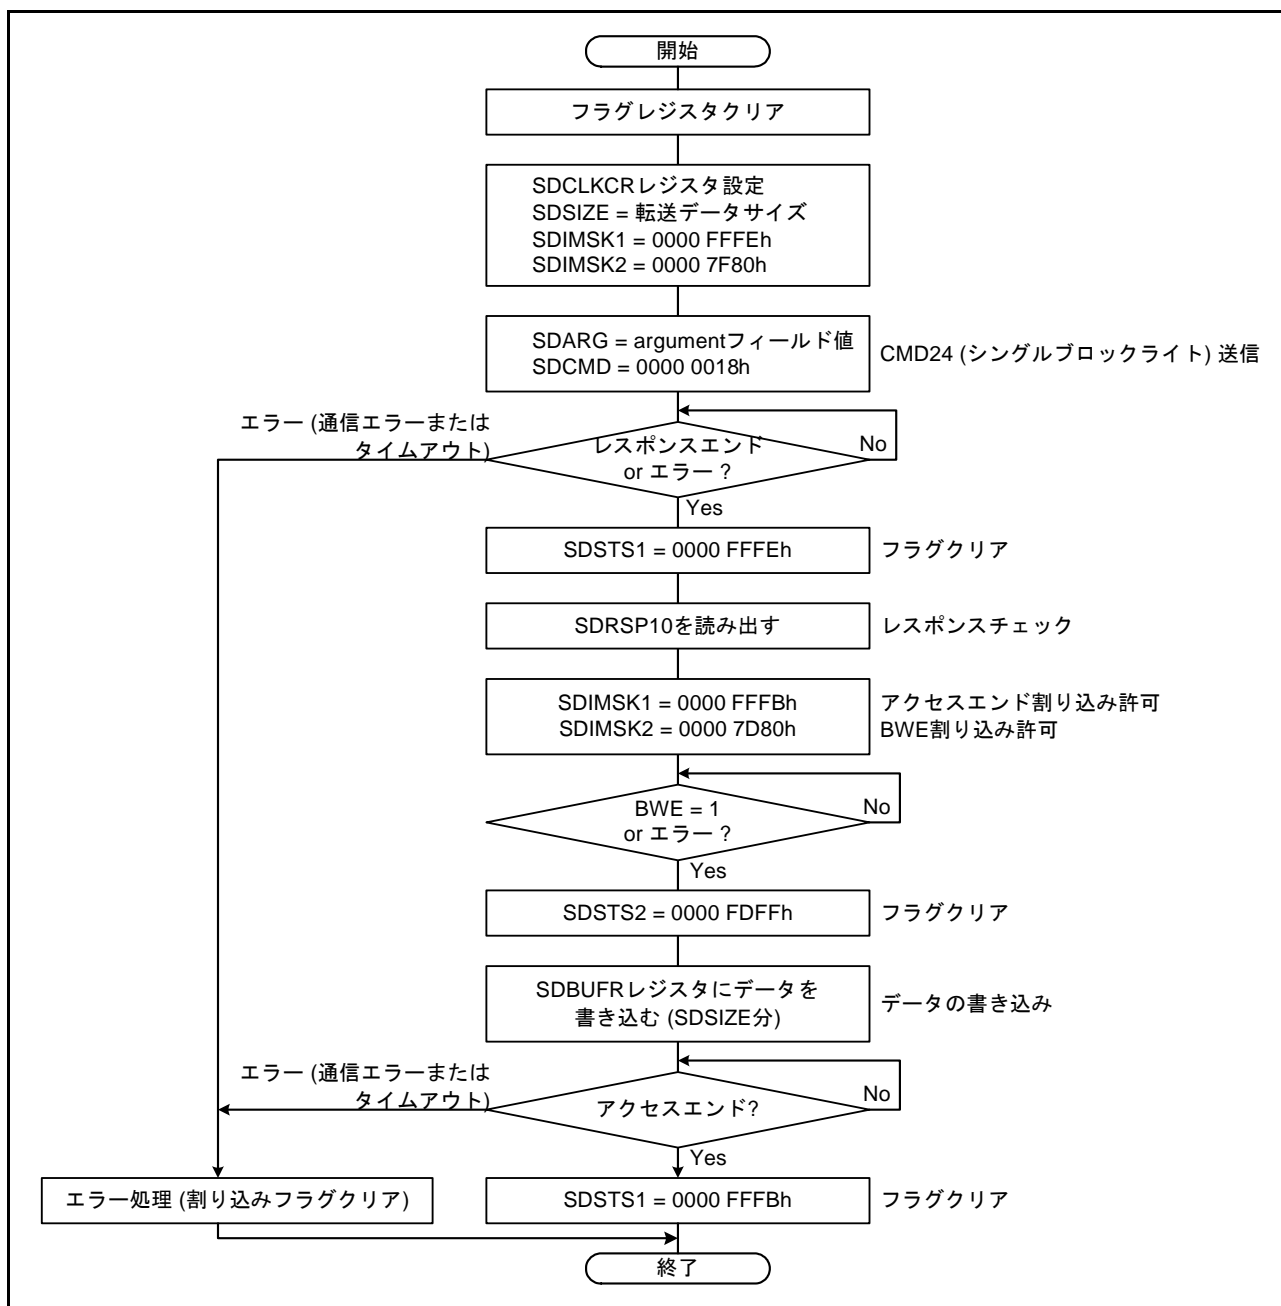 開始
フラグレジスタクリア
SDCLKCRレジスタ設定
SDSIZE = 転送データサイズ
SDIMSK1 = 0000 FFFEh
SDIMSK2 = 0000 7F80h
SDARG = argumentフィールド値
SDCMD = 0000 0018h
CMD24 (シングルブロックライト) 送信
エラー (通信エラーまたは
タイムアウト)
レスポンスエンド
or エラー ?
No
Yes
SDSTS1 = 0000 FFFEh
フラグクリア
SDRSP10を読み出す
レスポンスチェック
SDIMSK1 = 0000 FFFBh
SDIMSK2 = 0000 7D80h
アクセスエンド割り込み許可
BWE割り込み許可
BWE = 1
or エラー ?
No
Yes
SDSTS2 = 0000 FDFFh
フラグクリア
SDBUFRレジスタにデータを
書き込む (SDSIZE分)
データの書き込み
エラー (通信エラーまたは
タイムアウト)
アクセスエンド?
No
Yes
エラー処理 (割り込みフラグクリア)
SDSTS1 = 0000 FFFBh
フラグクリア
終了